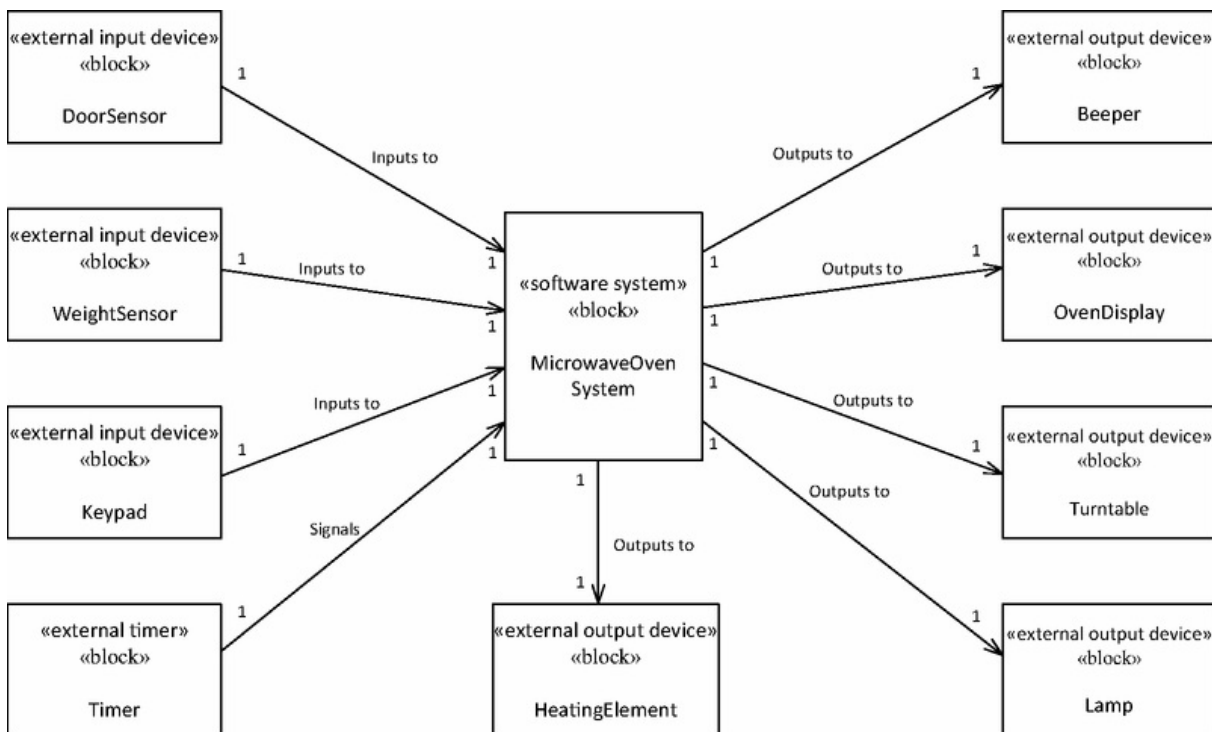 «external input device»
«block»
DoorSensor
1
Inputs to
1
«external input device»
«block»
WeightSensor
1
Inputs to
1
«external input device»
«block»
Keypad
1
Inputs to
1
«external timer»
«block»
Timer
1
Signals
1
«software system»
«block»
MicrowaveOven
System
1
Outputs to
1
«external output device»
«block»
HeatingElement
1
Outputs to
1
«external output device»
«block»
Beeper
1
Outputs to
1
«external output device»
«block»
OvenDisplay
1
Outputs to
1
«external output device»
«block»
Turntable
1
Outputs to
1
«external output device»
«block»
Lamp